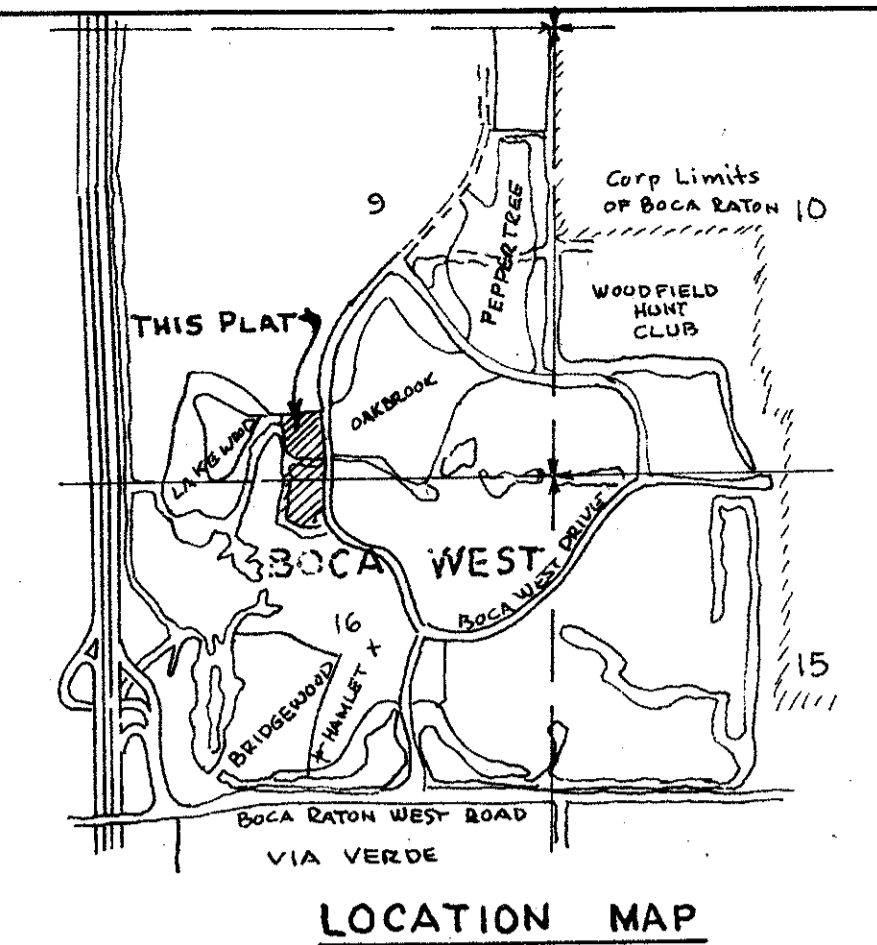 9
Corp Limits
OF BOCA RATON 10
PEPPERTREE
WOODFIELD
HUNT
CLUB
THIS PLAT
OAKBROOK
LAKEWOOD
BOCA WEST
BOCA WEST DRIVE
16
HAMLET
15
BRIDGEWOOD
BOCA RATON WEST ROAD
VIA VERDE
LOCATION MAP